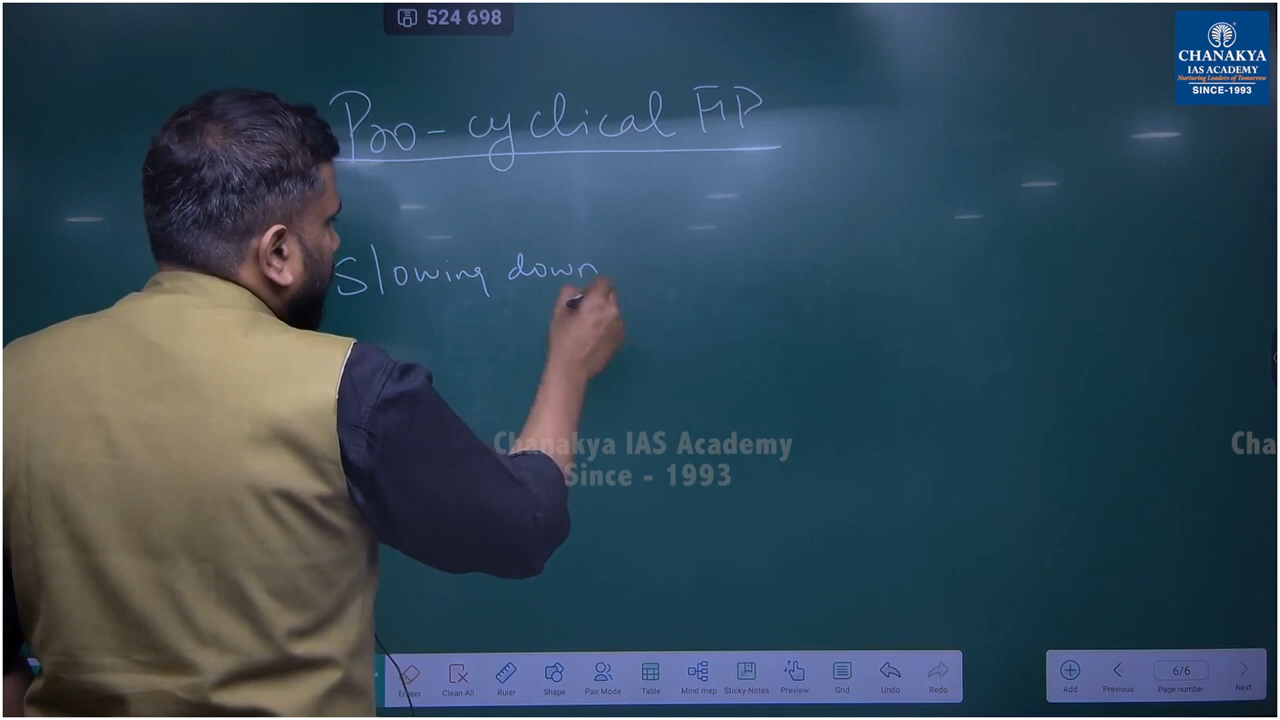 524 698
CHANAKYA
IAS ACADEMY
Nurturing Leaders of Tomorrow
SINCE-1993
Pro-cyclical FP
Slowing down
Chanakya IAS Academy
Since - 1993
Cha
Eraser
Clean All
Ruler
Shape
Pair Mode
Table
Mind map
Sticky-Notes
Preview
Grid
Undo
Redo
Add
Previous
6/6
Page number
Next